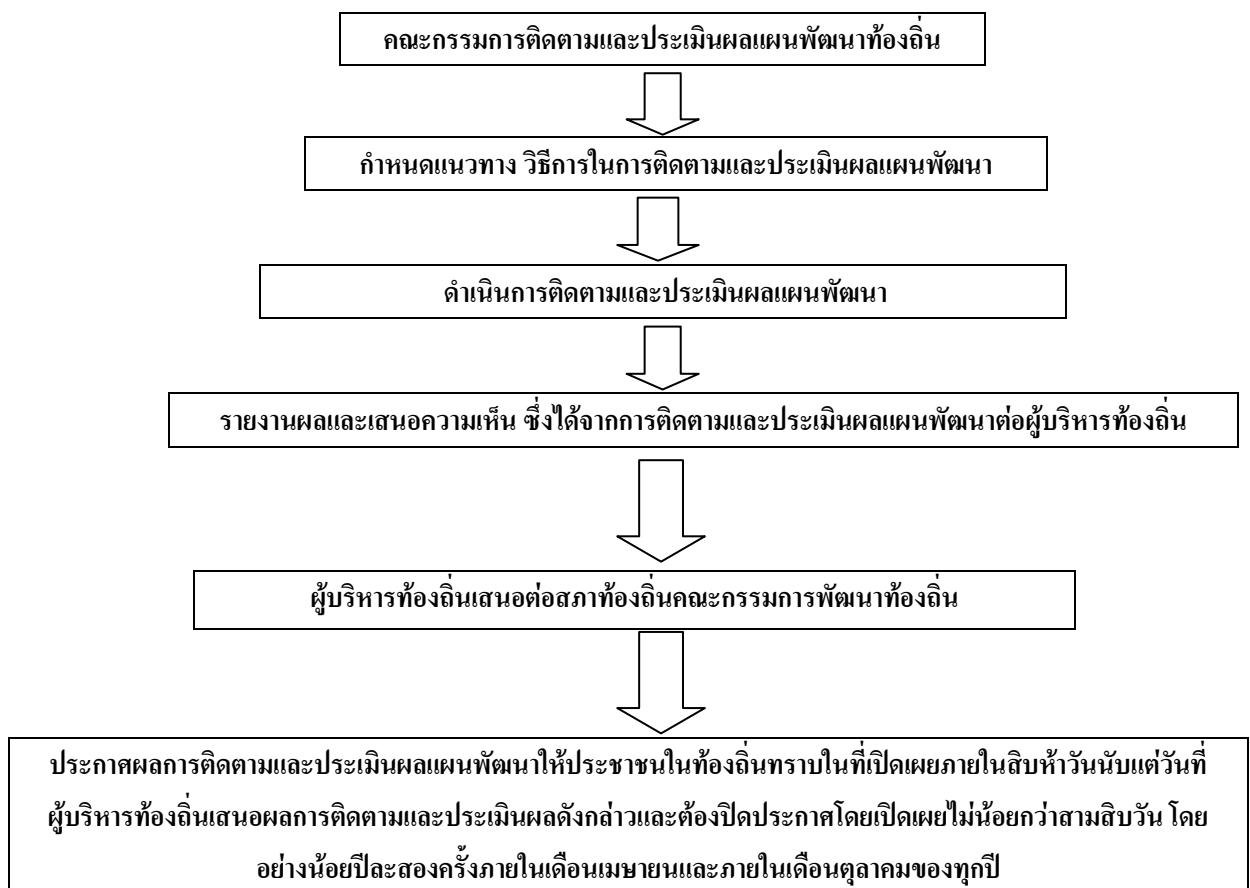 คณะกรรมการติดตามและประเมินผลแผนพัฒนาท้องถิ่น
กำหนดแนวทาง วิธีการในการติดตามและประเมินผลแผนพัฒนา
ดำเนินการติดตามและประเมินผลแผนพัฒนา
รายงานผลและเสนอความเห็น ซึ่งได้จากการติดตามและประเมินผลแผนพัฒนาต่อผู้บริหารท้องถิ่น
ผู้บริหารท้องถิ่นเสนอต่อสภาท้องถิ่นคณะกรรมการพัฒนาท้องถิ่น
ประกาศผลการติดตามและประเมินผลแผนพัฒนาให้ประชาชนในท้องถิ่นทราบในที่เปิดเผยภายในสิบห้าวันนับแต่วันที่
ผู้บริหารท้องถิ่นเสนอผลการติดตามและประเมินผลดังกล่าวและต้องปิดประกาศโดยเปิดเผยไม่น้อยกว่าสามสิบวัน โดย
อย่างน้อยปีละสองครั้งภายในเดือนเมษายนและภายในเดือนตุลาคมของทุกปี